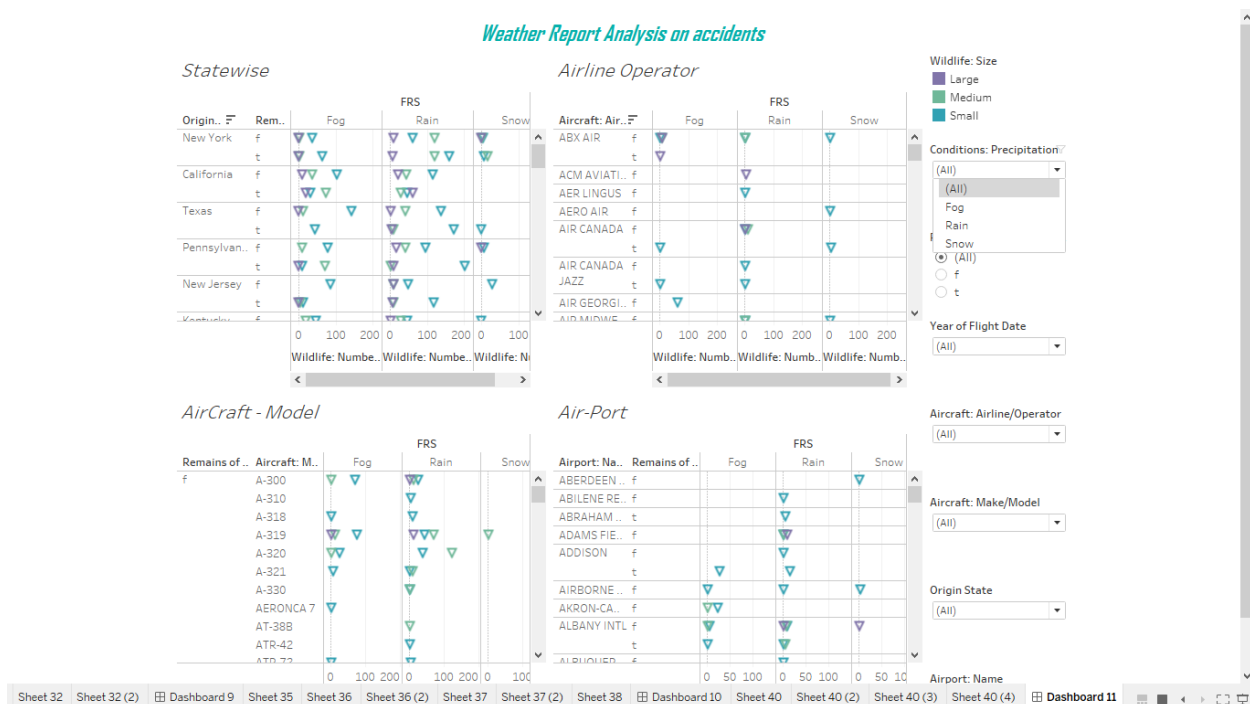 Weather Report Analysis on accidents
Statewise
FRS
Origin.. Rem.. Fog Rain Snow
New York f
t
California f
t
Texas f
t
Pennsylvan.. f
t
New Jersey f
t
Kentucky f
0 100 200 0 100 200 0 100
Wildlife: Numbe.. Wildlife: Numbe.. Wildlife: N
Airline Operator
FRS
Aircraft: Air.. Fog Rain Snow
ABX AIR f
t
ACM AVIATI.. f
AER LINGUS f
AERO AIR f
AIR CANADA f
t
AIR CANADA f
JAZZ t
AIR GEORGI.. f
AIR MIDWE.. f
0 100 200 0 100 200 0 100 200
Wildlife: Numb.. Wildlife: Numb.. Wildlife: Numb..
Wildlife: Size
Large
Medium
Small
Conditions: Precipitation
(All)
(All)
Fog
Rain
Snow
(All)
f
t
Year of Flight Date
(All)
Aircraft: Airline/Operator
(All)
Aircraft: Make/Model
(All)
Origin State
(All)
Airport: Name
AirCraft - Model
FRS
Remains of .. Aircraft: M.. Fog Rain Snow
f A-300
A-310
A-318
A-319
A-320
A-321
A-330
AERONCA 7
AT-38B
ATR-42
ATR-72
0 100 200 0 100 200 0 100
Air-Port
FRS
Airport: Na.. Remains of .. Fog Rain Snow
ABERDEEN .. f
ABILENE RE.. f
ABRAHAM .. t
ADAMS FIE.. f
ADDISON f
t
AIRBORNE .. f
AKRON-CA.. f
ALBANY INTL f
t
ALBUQUER.. f
0 50 100 0 50 100 0 50 10
Sheet 32 Sheet 32 (2) Dashboard 9 Sheet 35 Sheet 36 Sheet 36 (2) Sheet 37 Sheet 37 (2) Sheet 38 Dashboard 10 Sheet 40 Sheet 40 (2) Sheet 40 (3) Sheet 40 (4) Dashboard 11